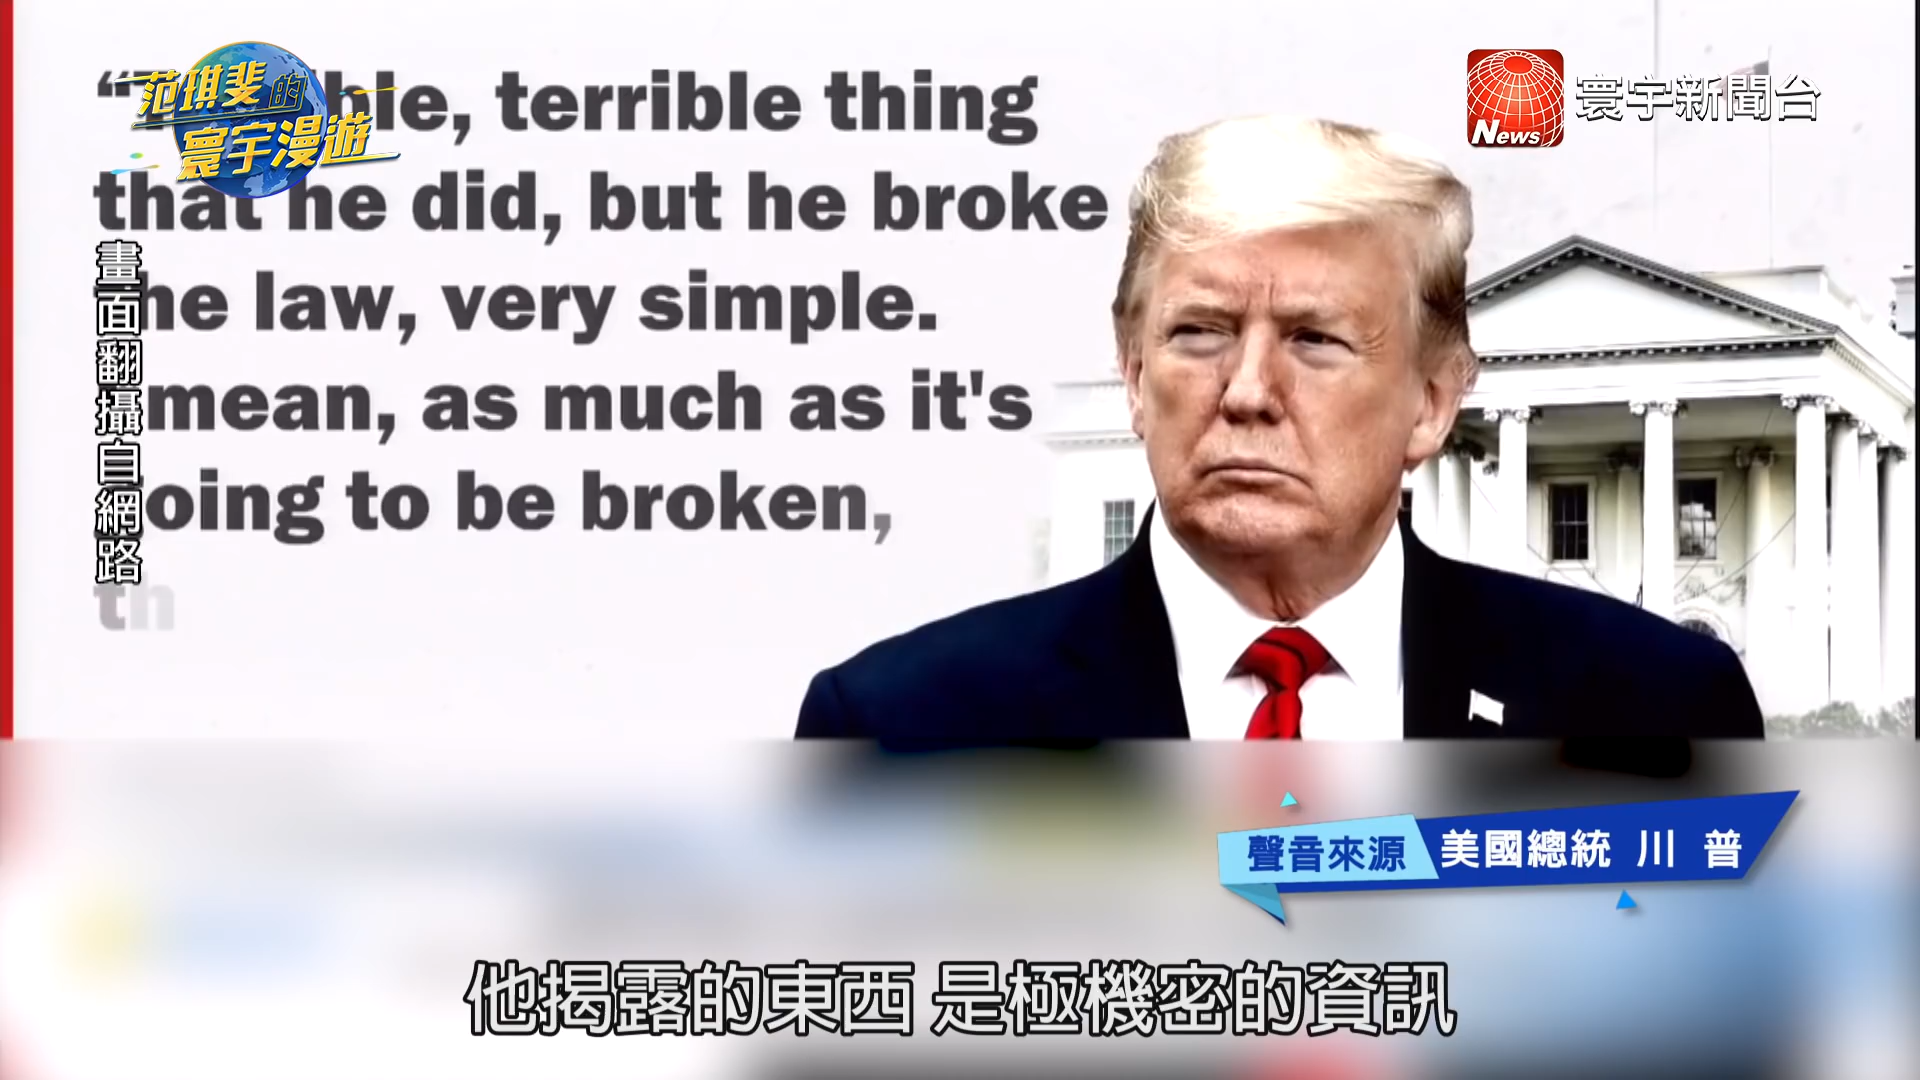 范琪斐的
寰宇漫遊
News
寰宇新聞台
ble, terrible thing
that he did, but he broke
he law, very simple.
mean, as much as it's
oing to be broken,
th
畫面翻攝自網路
聲音來源
美國總統 川 普
他揭露的東西 是極機密的資訊